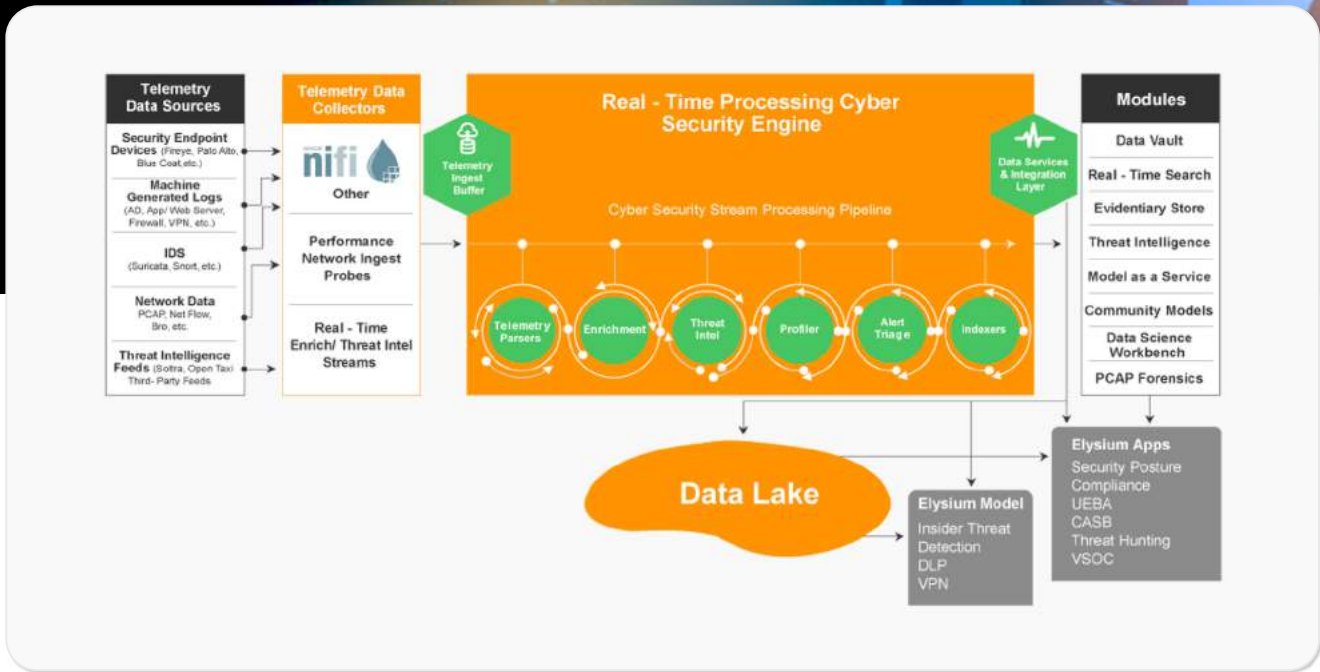 Telemetry
Data Sources
Security Endpoint
Devices (Fireye, Palo Alto,
Blue Coat,etc.)
Machine
Generated Logs
(AD, App/ Web Server,
Firewall, VPN, etc.)
IDS
(Suricata, Snort, etc.)
Network Data
PCAP, Net Flow,
Bro, etc.
Threat Intelligence
Feeds (Soltra, Open Taxi
Third- Party Feeds
Telemetry Data
Collectors
nifi
Other
Performance
Network Ingest
Probes
Real - Time
Enrich/ Threat Intel
Streams
Real - Time Processing Cyber
Security Engine
Telemetry
Ingest
Buffer
Data Services
& Integration
Layer
Cyber Security Stream Processing Pipeline
Telemetry
Parsers
Enrichment
Threat
Intel
Profiler
Alert
Triage
Indexers
Modules
Data Vault
Real - Time Search
Evidentiary Store
Threat Intelligence
Model as a Service
Community Models
Data Science
Workbench
PCAP Forensics
Data Lake
Elysium Model
Insider Threat
Detection
DLP
VPN
Elysium Apps
Security Posture
Compliance
UEBA
CASB
Threat Hunting
VSOC